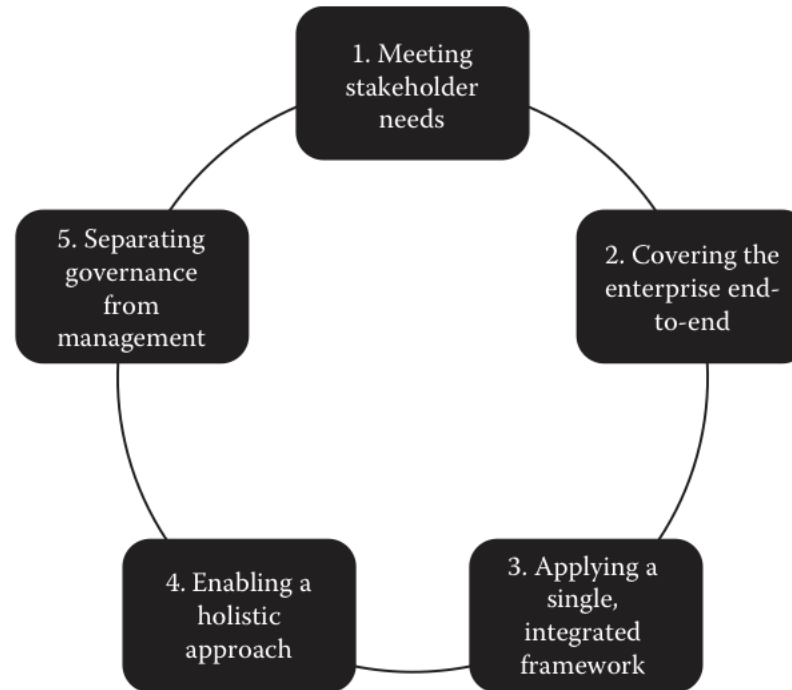 1. Meeting
stakeholder
needs
2. Covering the
enterprise end-
to-end
3. Applying a
single,
integrated
framework
4. Enabling a
holistic
approach
5. Separating
governance
from
management